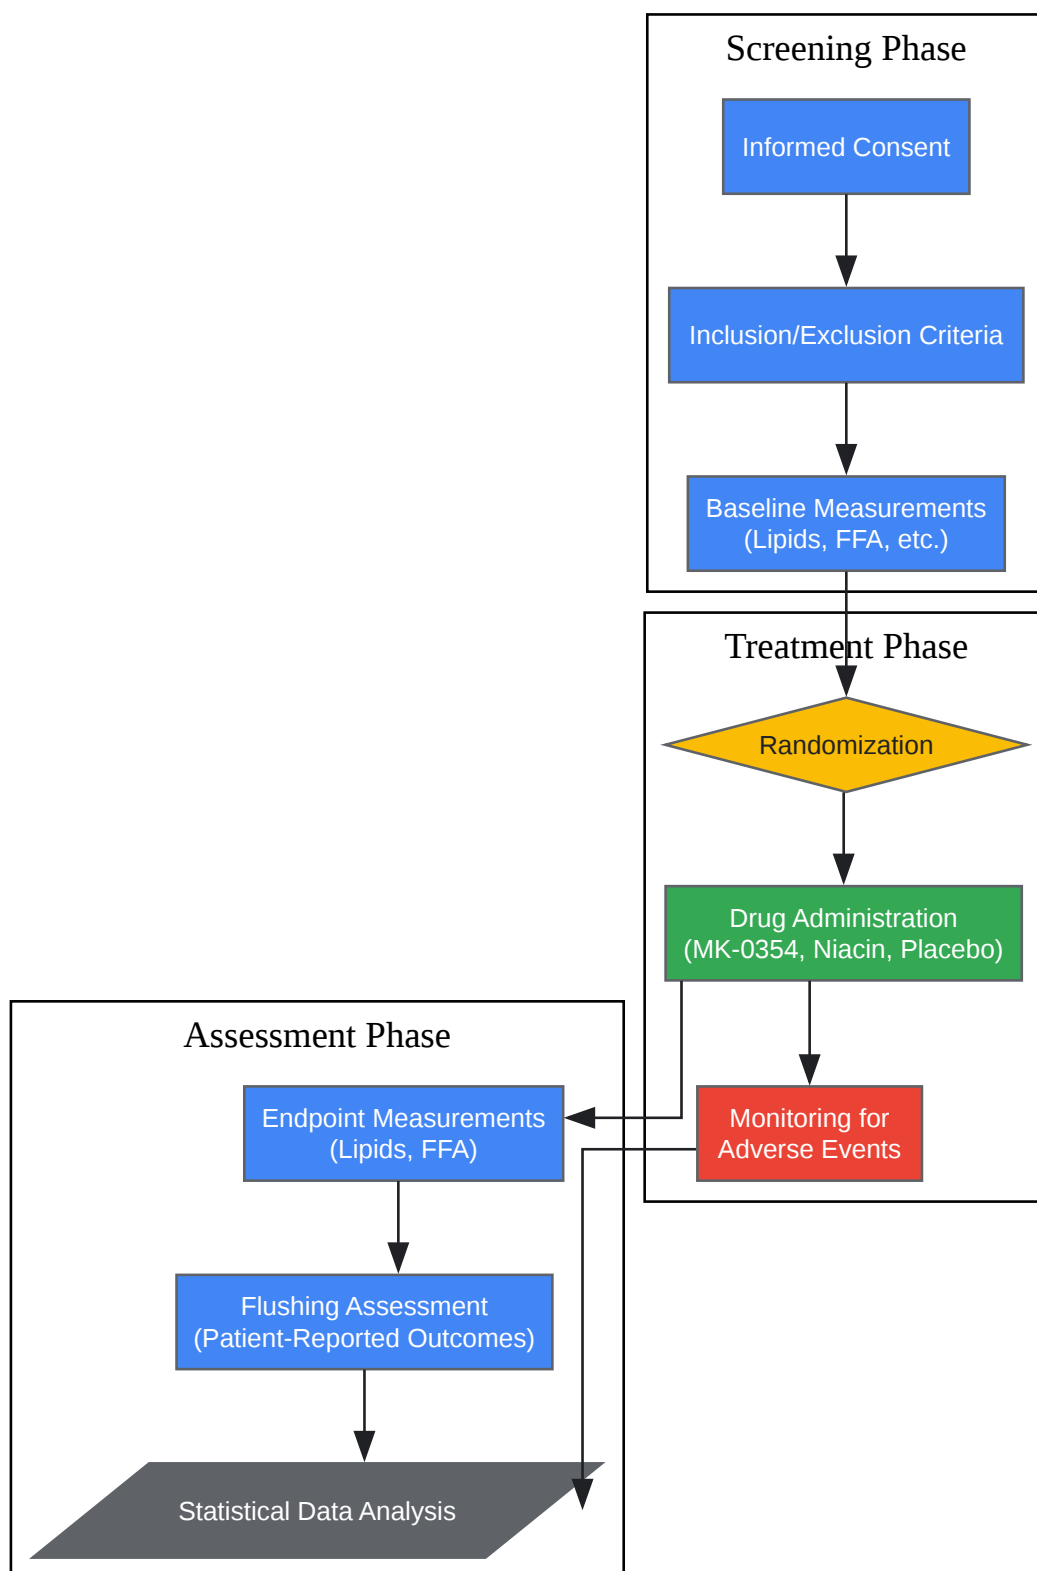 Screening Phase
Informed Consent
Inclusion/Exclusion Criteria
Baseline Measurements
(Lipids, FFA, etc.)
Treatment Phase
Randomization
Drug Administration
(MK-0354, Niacin, Placebo)
Monitoring for
Adverse Events
Assessment Phase
Endpoint Measurements
(Lipids, FFA)
Flushing Assessment
(Patient-Reported Outcomes)
Statistical Data Analysis